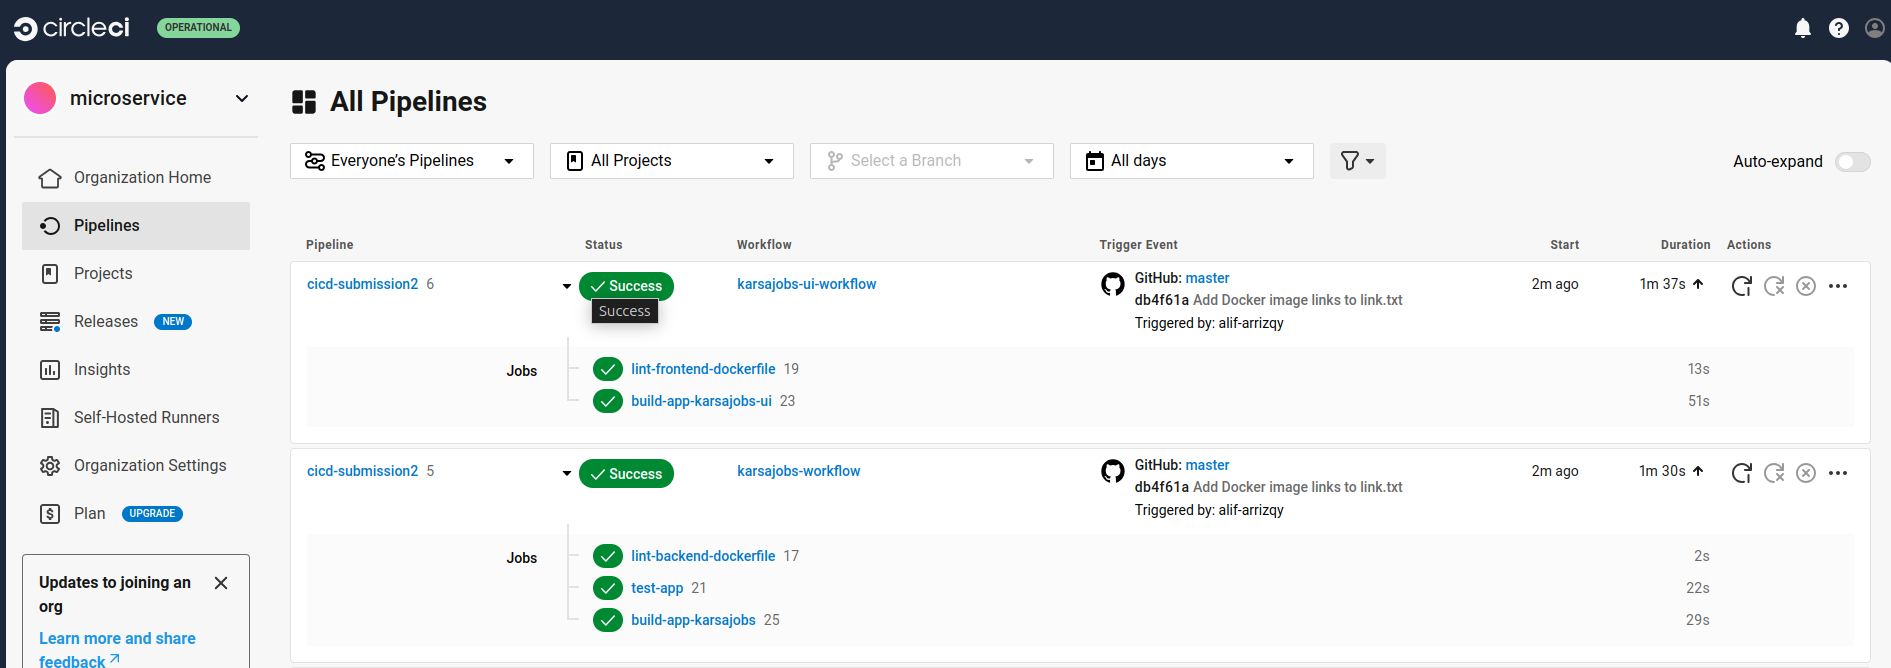 circleci OPERATIONAL
microservice
Organization Home
Pipelines
Projects
Releases NEW
Insights
Self-Hosted Runners
Organization Settings
Plan UPGRADE
Updates to joining an
org
Learn more and share
feedback
All Pipelines
Everyone's Pipelines All Projects Select a Branch All days Auto-expand
Pipeline Status Workflow Trigger Event Start Duration Actions
cicd-submission2 6 Success karsajobs-ui-workflow GitHub: master 2m ago 1m 37s
db4f61a Add Docker image links to link.txt
Success
Triggered by: alif-arrizqy
Jobs lint-frontend-dockerfile 19 13s
build-app-karsajobs-ui 23 51s
cicd-submission2 5 Success karsajobs-workflow GitHub: master 2m ago 1m 30s
db4f61a Add Docker image links to link.txt
Triggered by: alif-arrizqy
Jobs lint-backend-dockerfile 17 2s
test-app 21 22s
build-app-karsajobs 25 29s